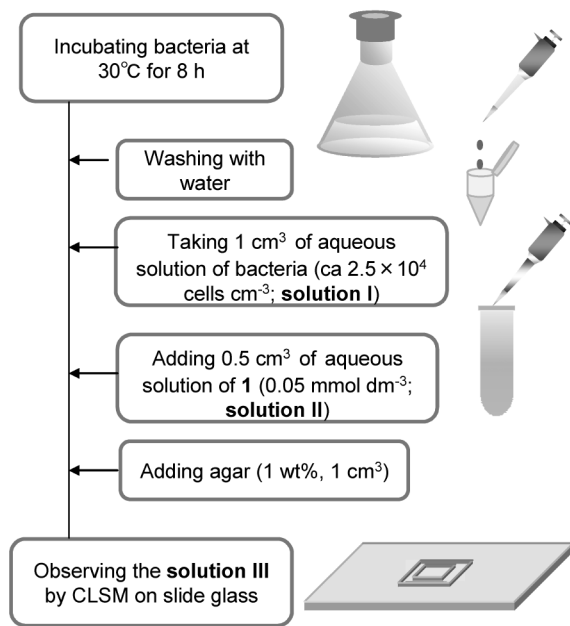 Incubating bacteria at
30℃ for 8 h
Washing with
water
Taking 1 cm³ of aqueous
solution of bacteria (ca 2.5×10⁴
cells cm⁻³; solution I)
Adding 0.5 cm³ of aqueous
solution of 1 (0.05 mmol dm⁻³;
solution II)
Adding agar (1 wt%, 1 cm³)
Observing the solution III
by CLSM on slide glass